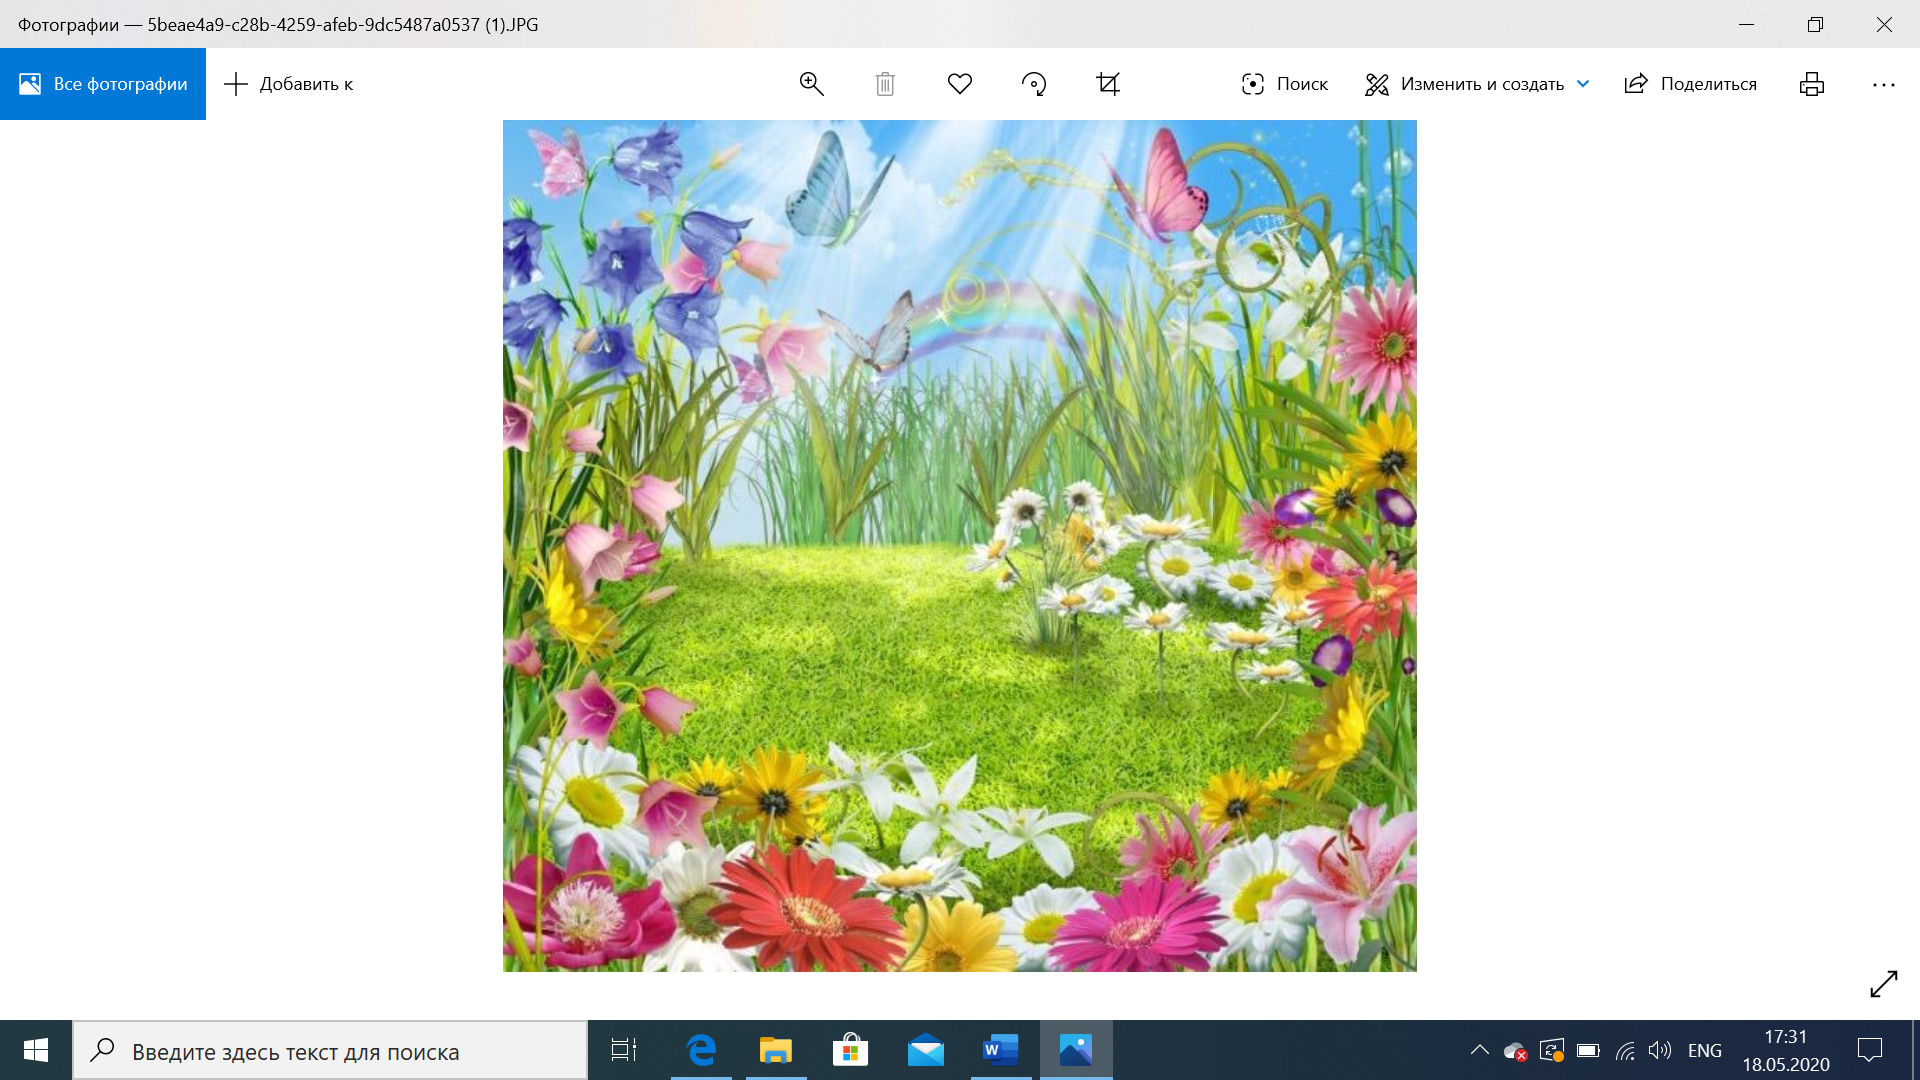 Фотографии — 5beae4a9-c28b-4259-afeb-9dc5487a0537 (1).JPG
Все фотографии
Добавить к
Поиск
Изменить и создать
Поделиться
Введите здесь текст для поиска
W
ENG
17:31
18.05.2020